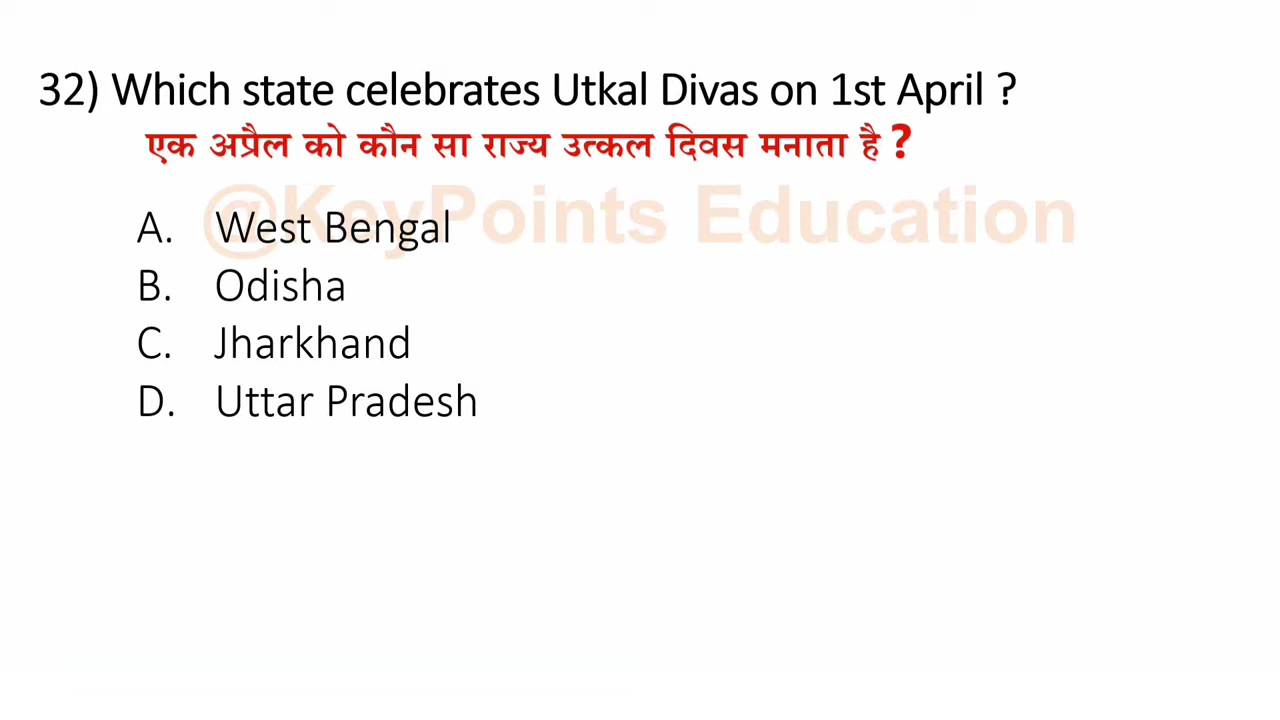 32) Which state celebrates Utkal Divas on 1st April ?
एक अप्रैल को कौन सा राज्य उत्कल दिवस मनाता है ?
@KeyPoints Education
A. West Bengal
B. Odisha
C. Jharkhand
D. Uttar Pradesh